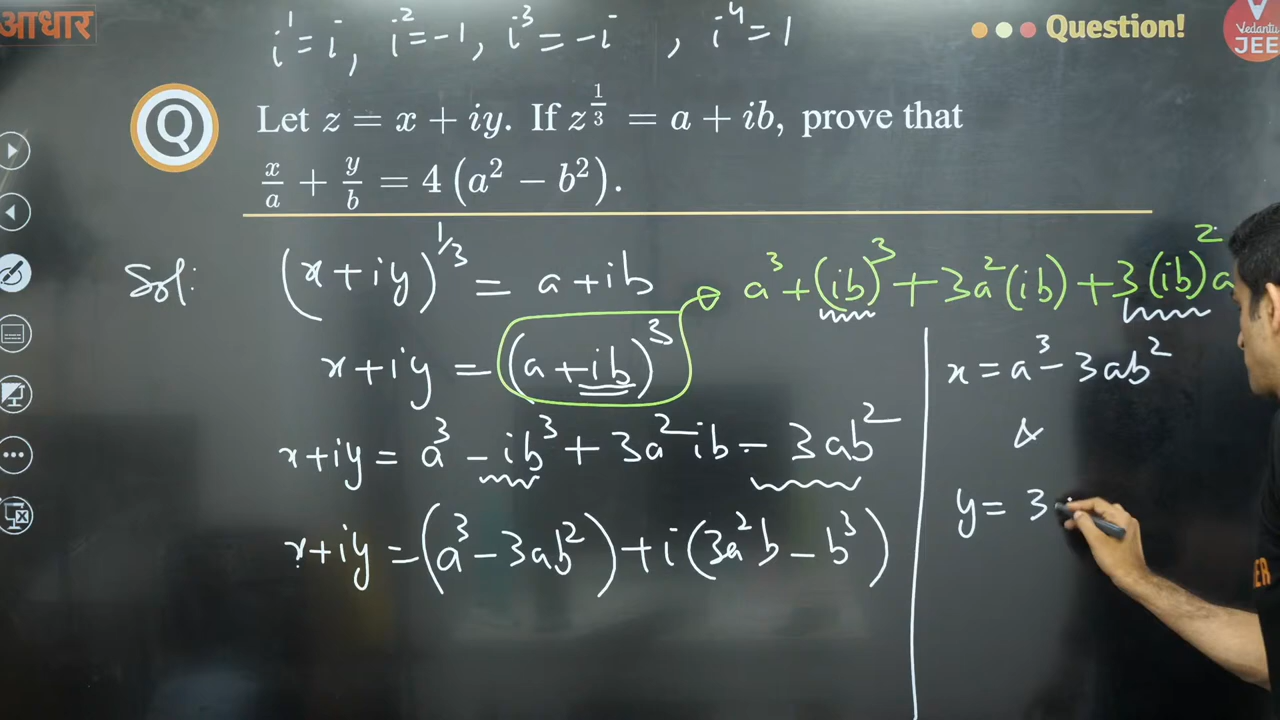 आधार
i¹ = i, i² = -1, i³ = -i , i⁴ = 1
Question!
Vedantu
JEE
Q
Let z = x + iy. If z^(1/3) = a + ib, prove that
x/a + y/b = 4 (a² − b²).
Sol:
(x + iy)^(1/3) = a + ib
a³ + (ib)³ + 3a²(ib) + 3(ib)²a
x + iy = (a + ib)³
x + iy = a³ - ib³ + 3a²ib - 3ab²
x + iy = (a³ - 3ab²) + i(3a²b - b³)
x = a³ - 3ab²
&
y = 3